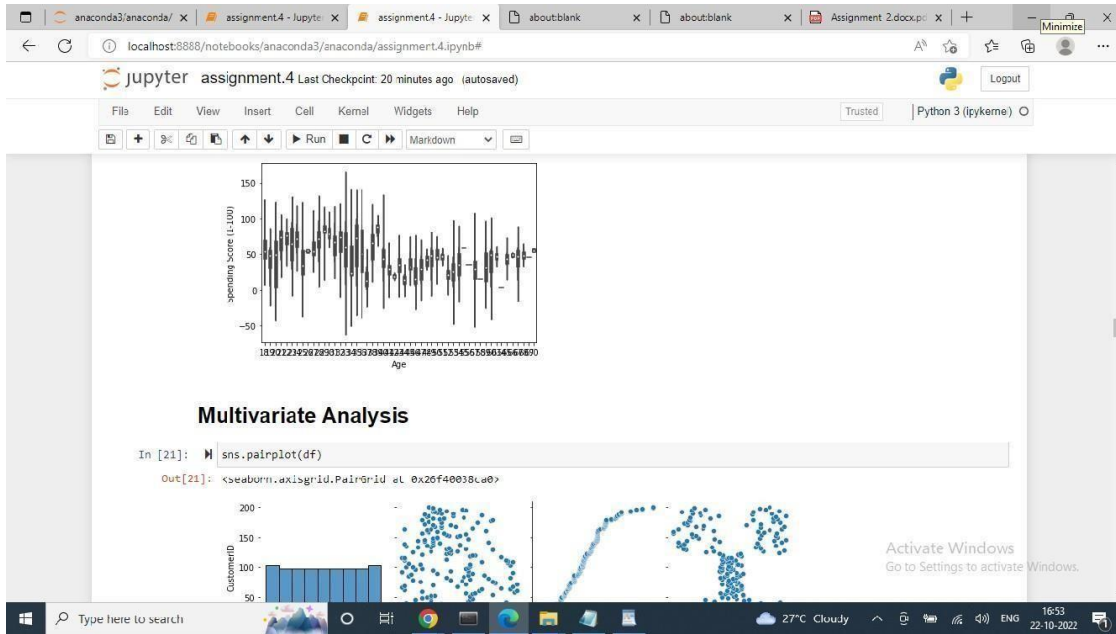 anaconda3/anaconda/
assignment.4 - Jupyte
assignment.4 - Jupyte
about:blank
about:blank
Assignment 2.docx.pc
Minimize
localhost:8888/notebooks/anaconda3/anaconda/assignment.4.ipynb#
jupyter assignment.4 Last Checkpoint: 20 minutes ago (autosaved)
Logout
File Edit View Insert Cell Kernel Widgets Help
Trusted
Python 3 (ipykernel)
Run
Markdown
150
100
50
0
−50
Spending Score (1-100)
Age
Multivariate Analysis
In [21]: sns.pairplot(df)
Out[21]: <seaborn.axisgrid.PairGrid at 0x26f40038ca0>
200
150
100
50
CustomerID
Activate Windows
Go to Settings to activate Windows.
Type here to search
27°C Cloudy
ENG
16:53
22-10-2022